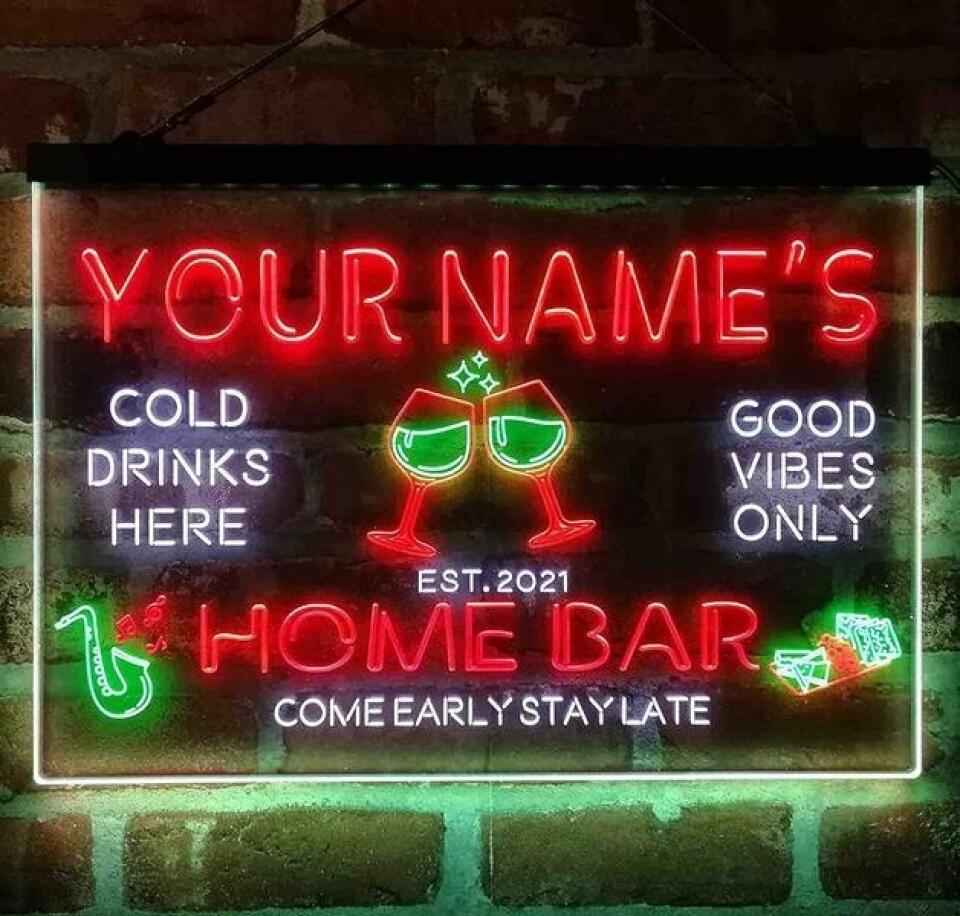 YOUR NAME'S
COLD
DRINKS
HERE
GOOD
VIBES
ONLY
EST. 2021
HOME BAR
COME EARLY STAY LATE